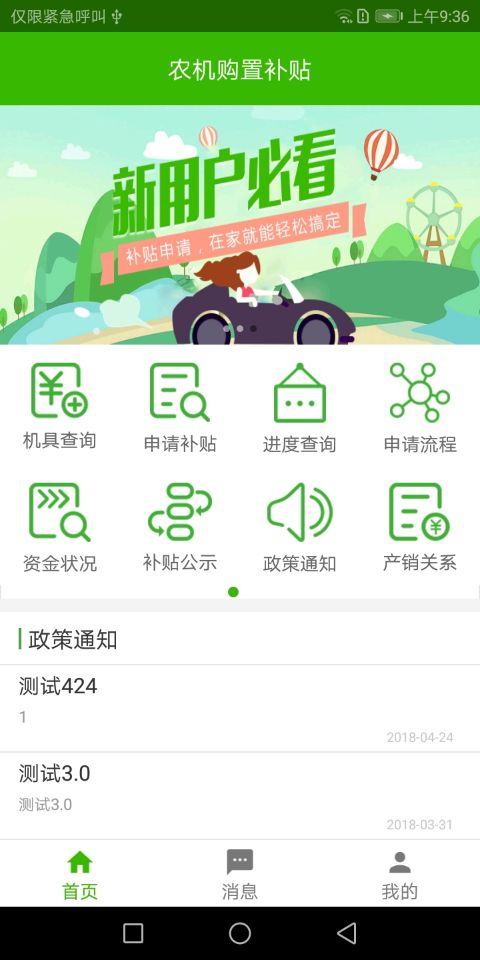 仅限紧急呼叫
上午9:36
农机购置补贴
新用户必看
补贴申请，在家就能轻松搞定
机具查询
申请补贴
进度查询
申请流程
资金状况
补贴公示
政策通知
产销关系
政策通知
测试424
1
2018-04-24
测试3.0
测试3.0
2018-03-31
首页
消息
我的